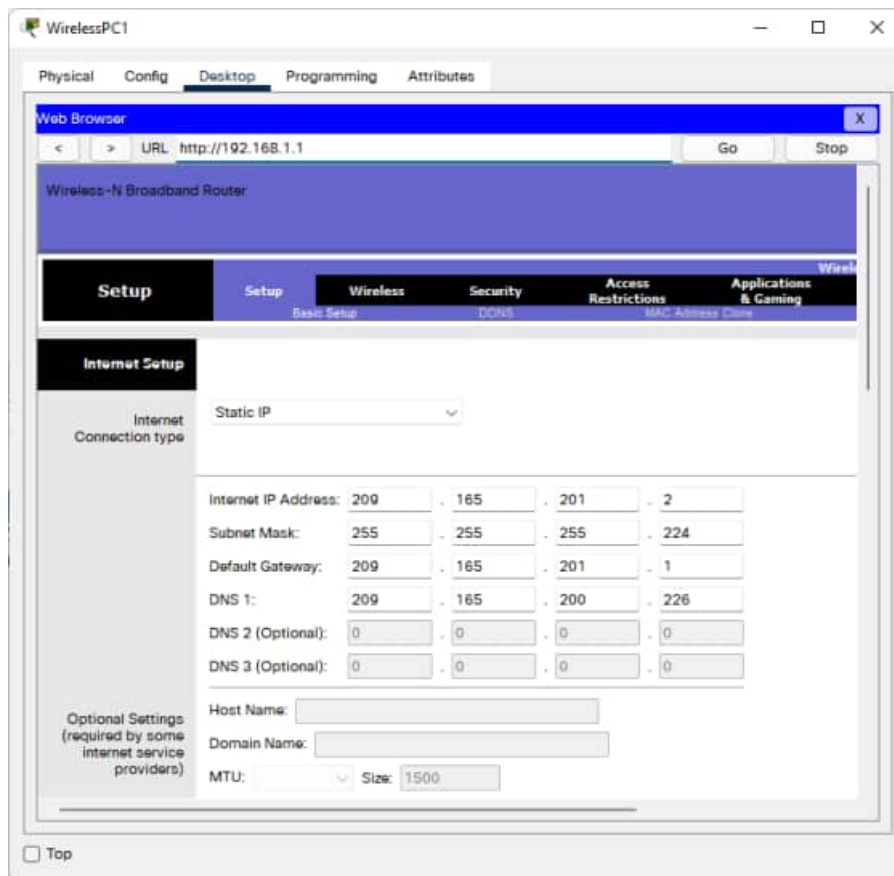 WirelessPC1
Physical Config Desktop Programming Attributes
Web Browser X
< > URL http://192.168.1.1 Go Stop
Wireless-N Broadband Router
Wirele
Setup Setup Wireless Security Access Restrictions Applications & Gaming
Basic Setup DDNS MAC Address Clone
Internet Setup
Internet Connection type Static IP
Internet IP Address: 209 . 165 . 201 . 2
Subnet Mask: 255 . 255 . 255 . 224
Default Gateway: 209 . 165 . 201 . 1
DNS 1: 209 . 165 . 200 . 226
DNS 2 (Optional): 0 . 0 . 0 . 0
DNS 3 (Optional): 0 . 0 . 0 . 0
Optional Settings
(required by some
internet service
providers)
Host Name:
Domain Name:
MTU: Size: 1500
Top